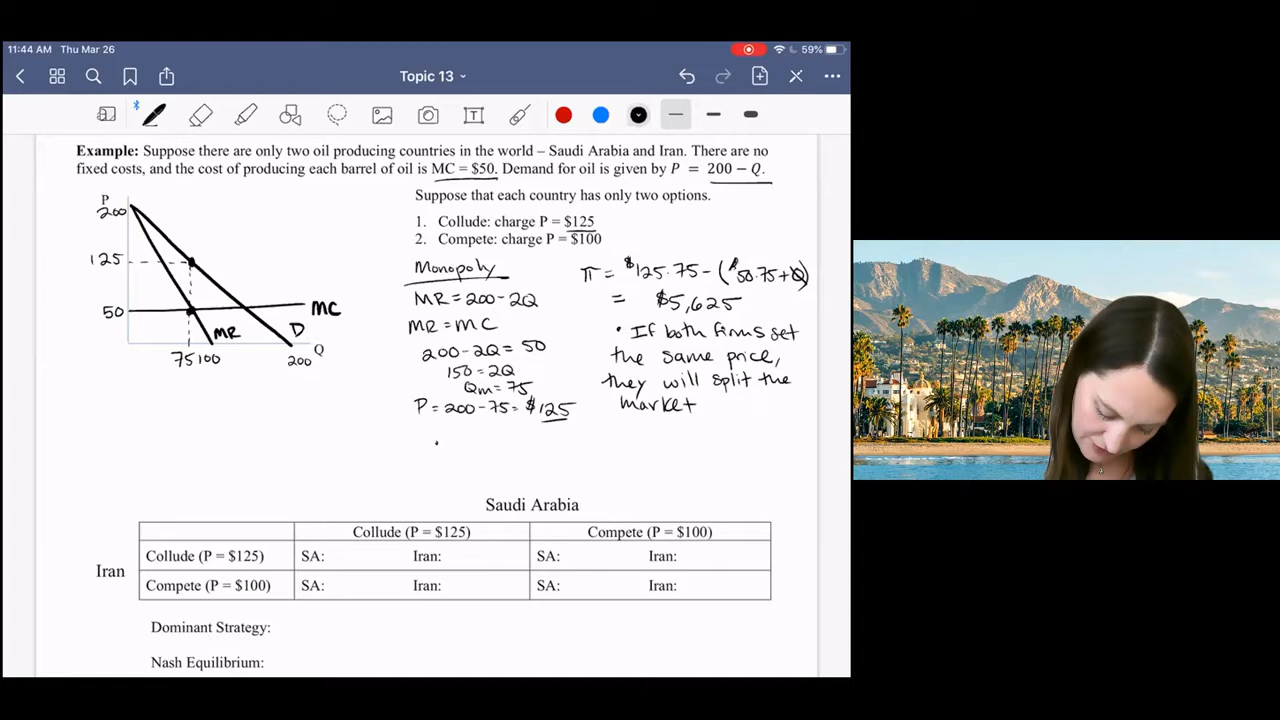 11:44 AM Thu Mar 26
59%
Topic 13
Example: Suppose there are only two oil producing countries in the world – Saudi Arabia and Iran. There are no
fixed costs, and the cost of producing each barrel of oil is MC = $50. Demand for oil is given by P = 200 − Q.
P
200
125
50
MC
MR
D
75 100
200
Q
Suppose that each country has only two options.
1. Collude: charge P = $125
2. Compete: charge P = $100
Monopoly
MR = 200 - 2Q
MR = MC
200 - 2Q = 50
150 = 2Q
Qm = 75
P = 200 - 75 = $125
π = $125·75 - ($50·75 + 0)
= $5,625
• If both firms set
the same price,
they will split the
market
Saudi Arabia
Collude (P = $125) Compete (P = $100)
Iran
Collude (P = $125) SA: Iran: SA: Iran:
Compete (P = $100) SA: Iran: SA: Iran:
Dominant Strategy:
Nash Equilibrium: